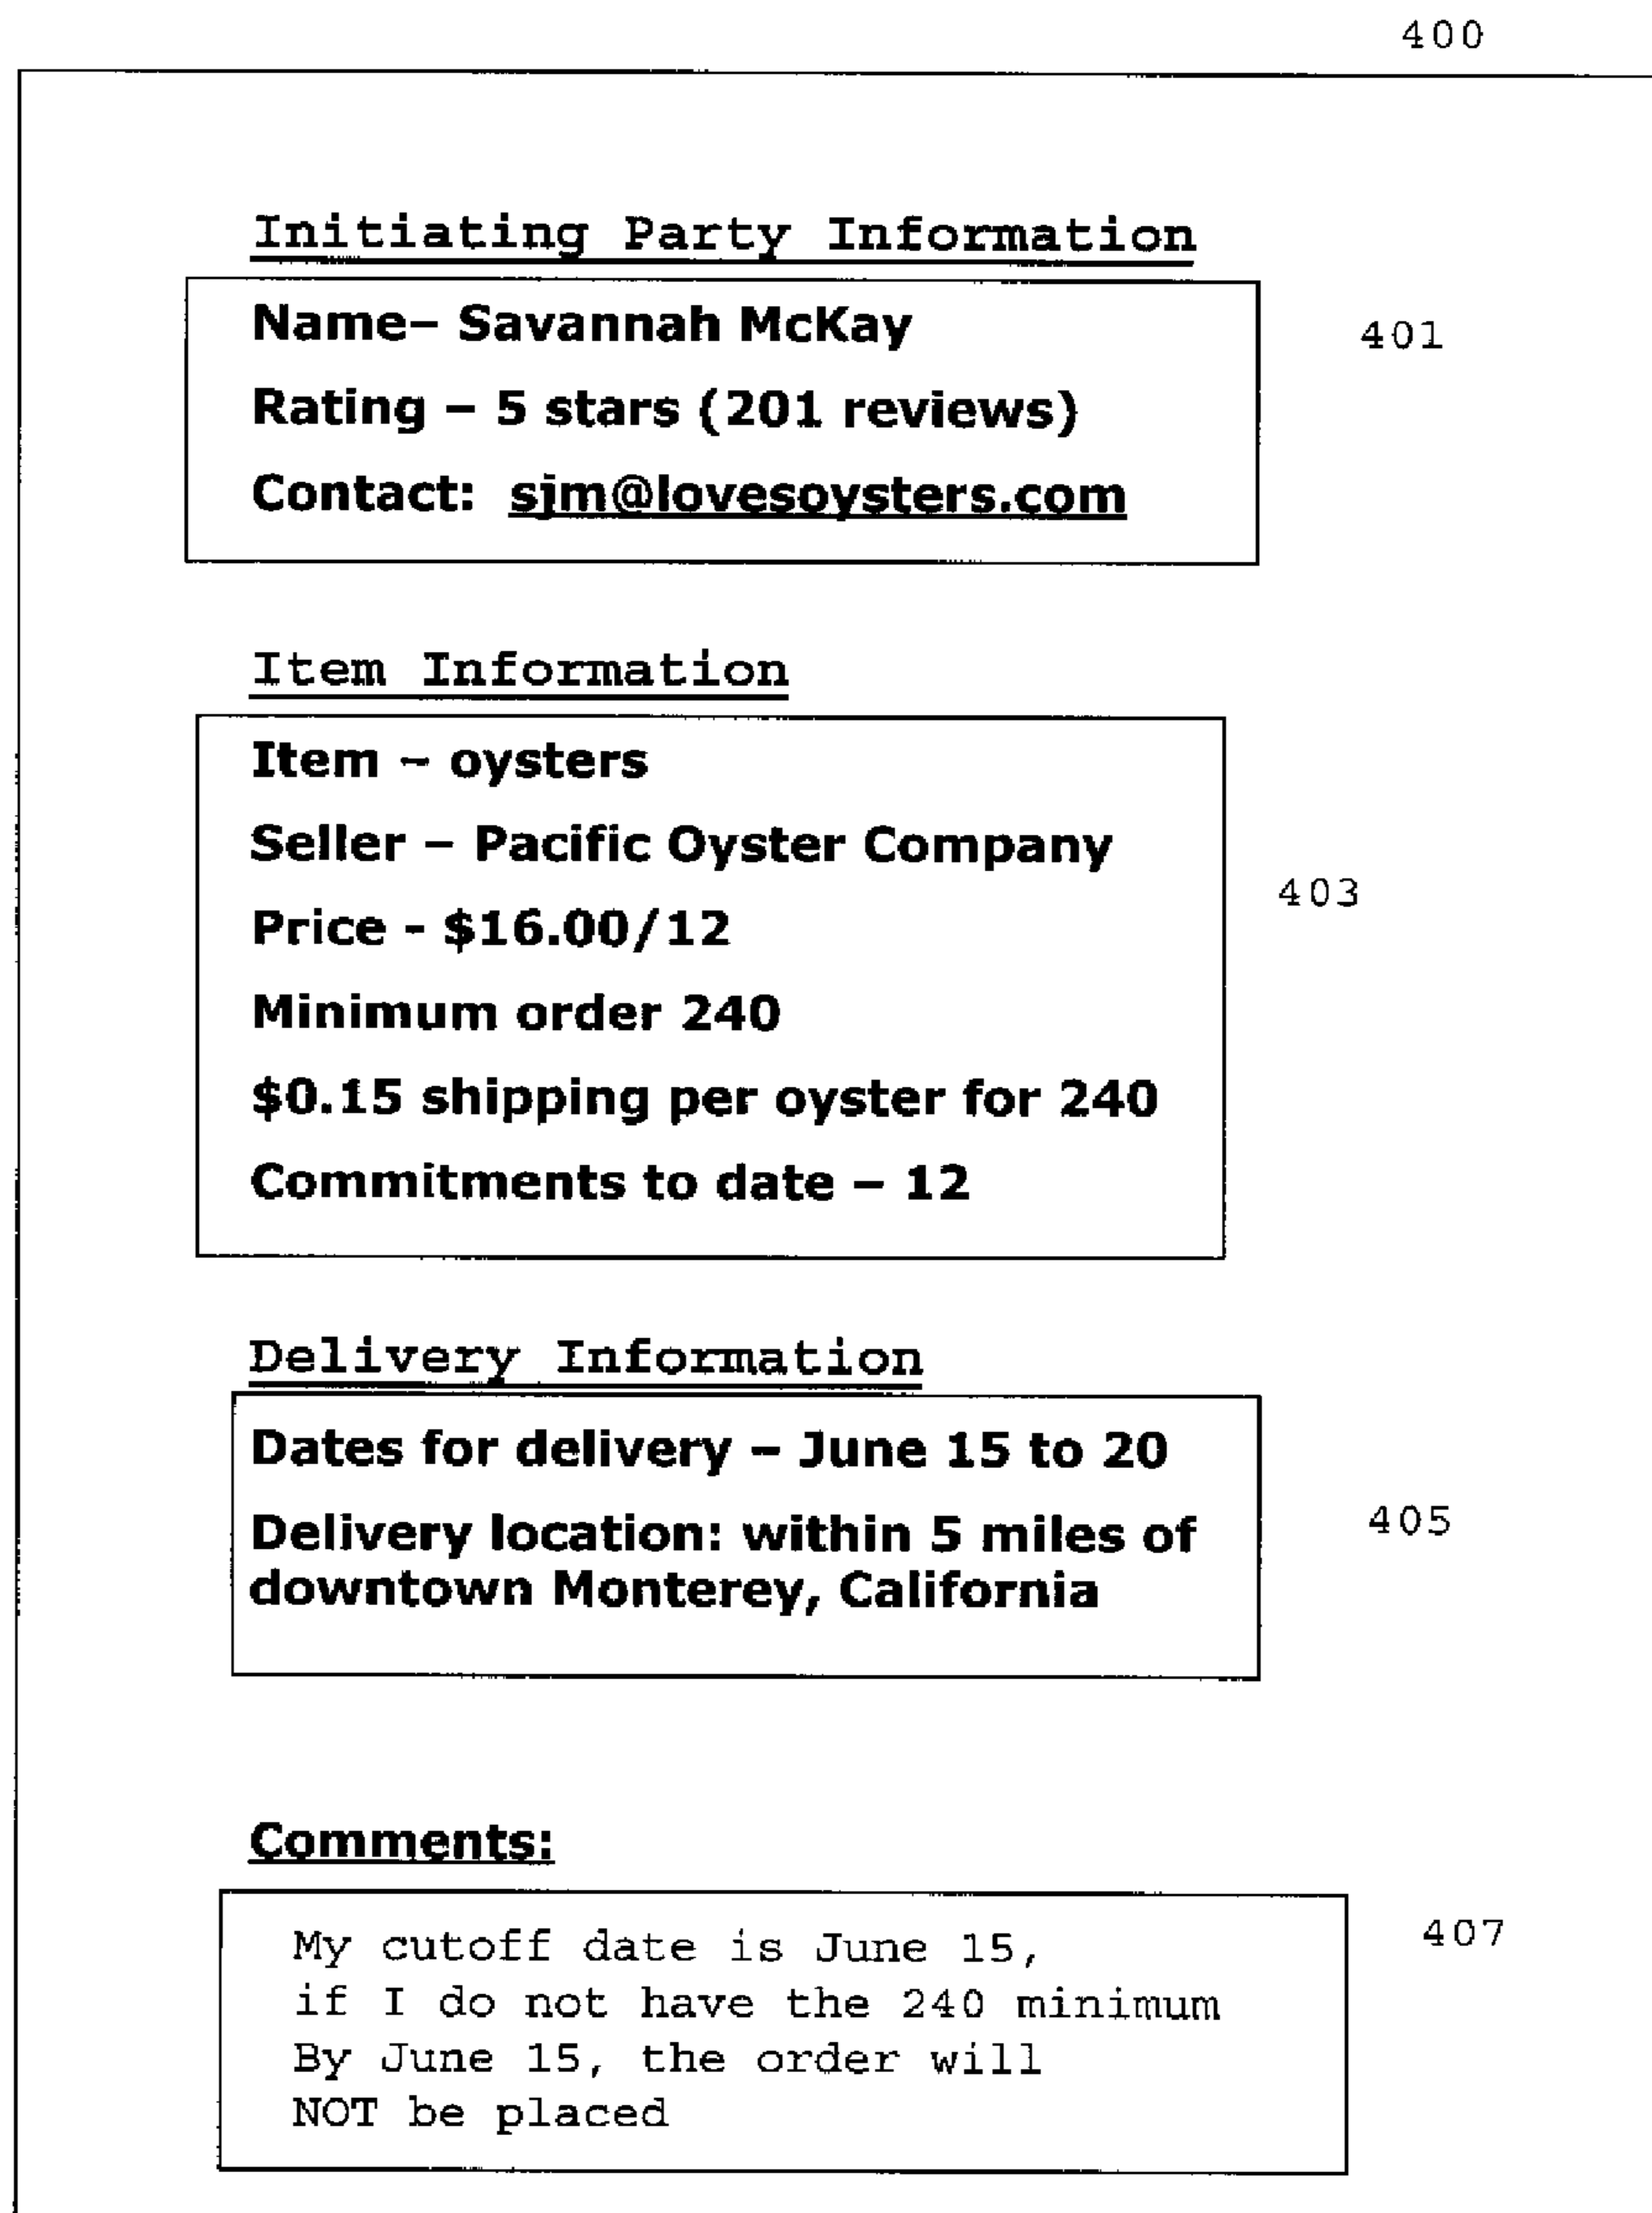 400
Initiating Party Information
Name– Savannah McKay
Rating – 5 stars (201 reviews)
Contact: sjm@lovesoysters.com
401
Item Information
Item – oysters
Seller – Pacific Oyster Company
Price - $16.00/12
Minimum order 240
$0.15 shipping per oyster for 240
Commitments to date – 12
403
Delivery Information
Dates for delivery – June 15 to 20
Delivery location: within 5 miles of
downtown Monterey, California
405
Comments:
My cutoff date is June 15,
if I do not have the 240 minimum
By June 15, the order will
NOT be placed
407